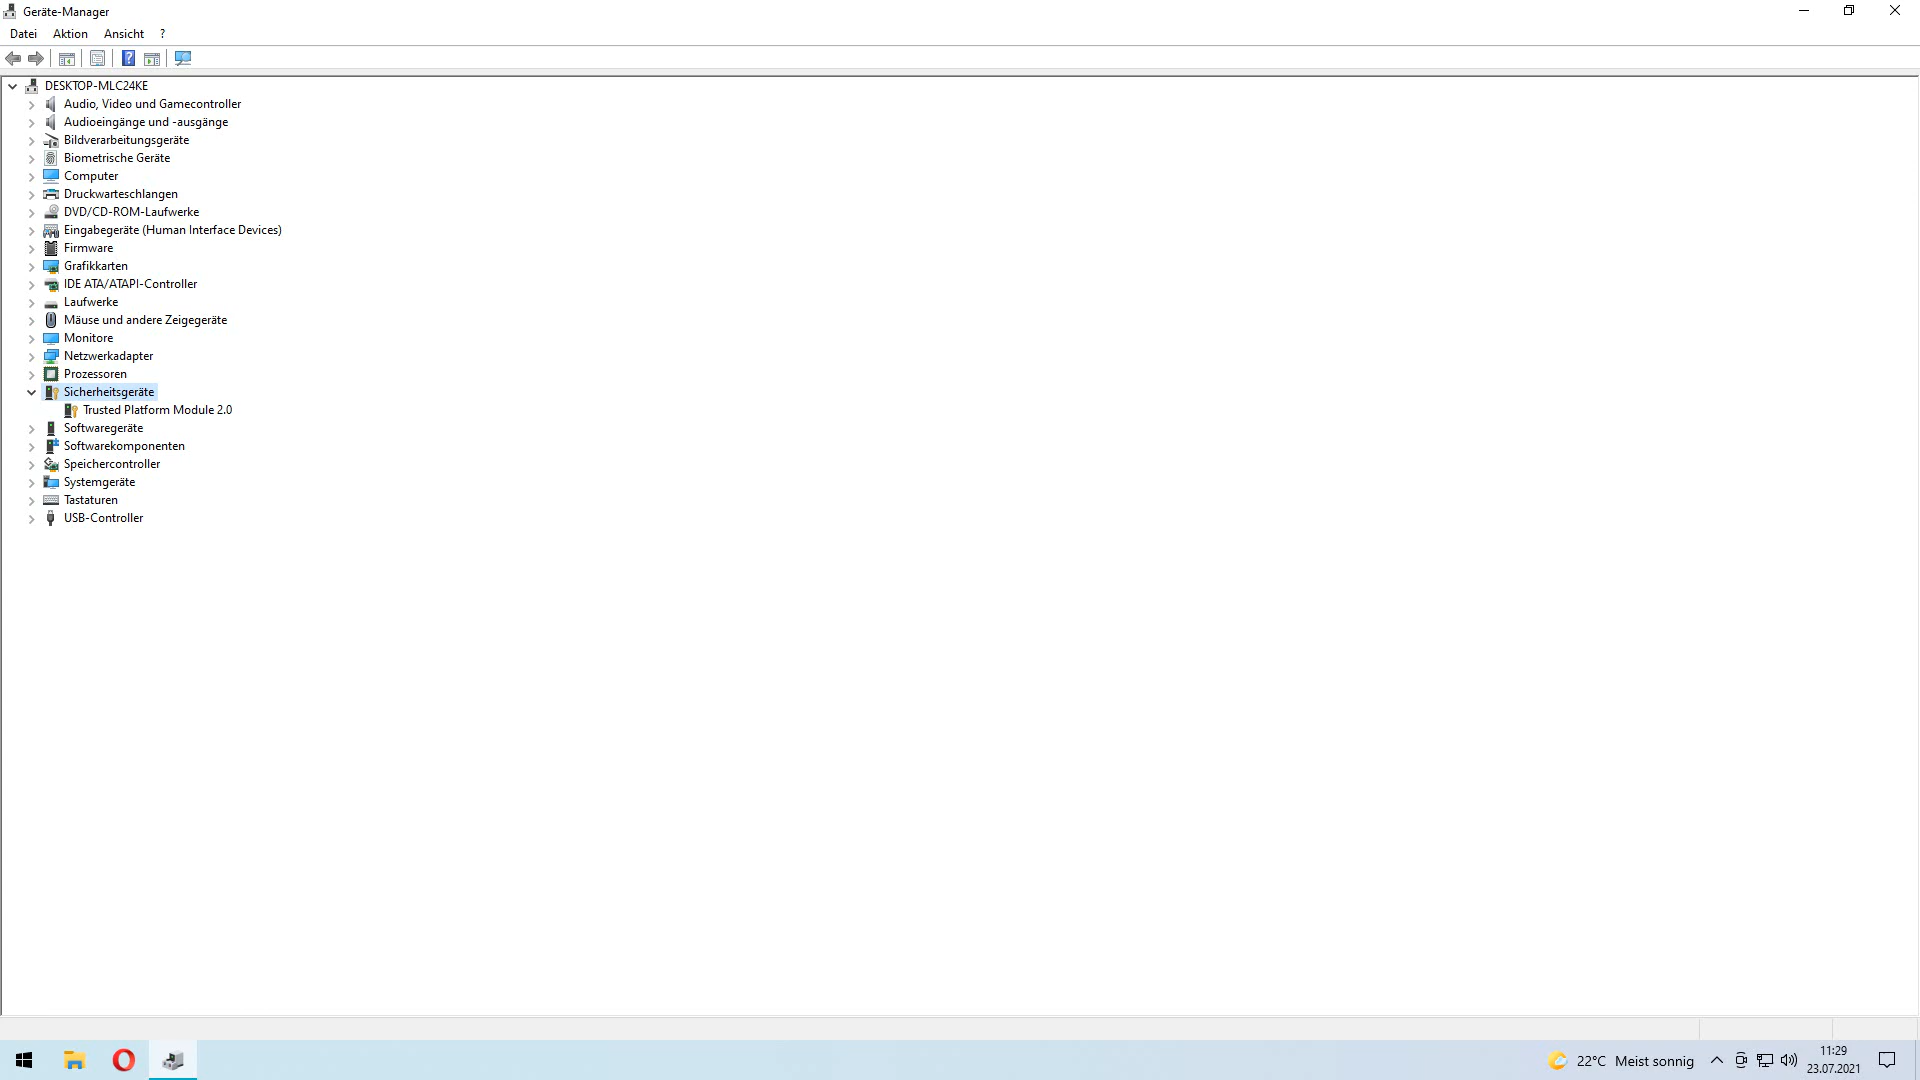 Geräte-Manager
Datei Aktion Ansicht ?
?
DESKTOP-MLC24KE
Audio, Video und Gamecontroller
Audioeingänge und -ausgänge
Bildverarbeitungsgeräte
Biometrische Geräte
Computer
Druckwarteschlangen
DVD/CD-ROM-Laufwerke
Eingabegeräte (Human Interface Devices)
Firmware
Grafikkarten
IDE ATA/ATAPI-Controller
Laufwerke
Mäuse und andere Zeigegeräte
Monitore
Netzwerkadapter
Prozessoren
Sicherheitsgeräte
Trusted Platform Module 2.0
Softwaregeräte
Softwarekomponenten
Speichercontroller
Systemgeräte
Tastaturen
USB-Controller
22°C Meist sonnig
11:29
23.07.2021